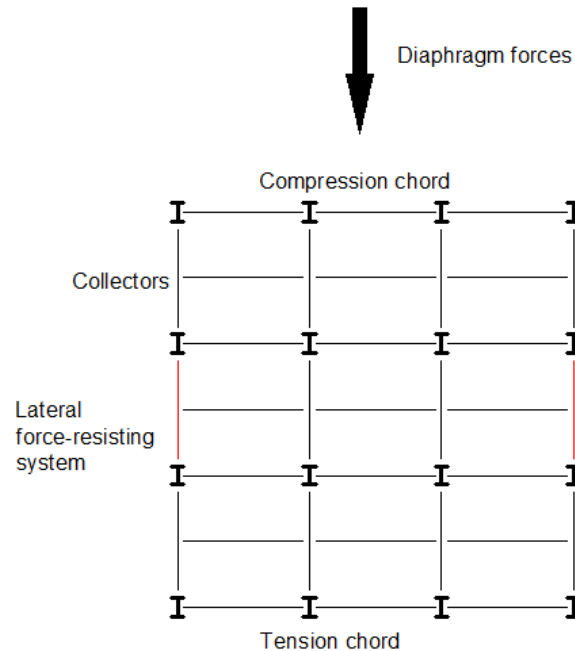 Diaphragm forces
Compression chord
Collectors
Lateral
force-resisting
system
Tension chord